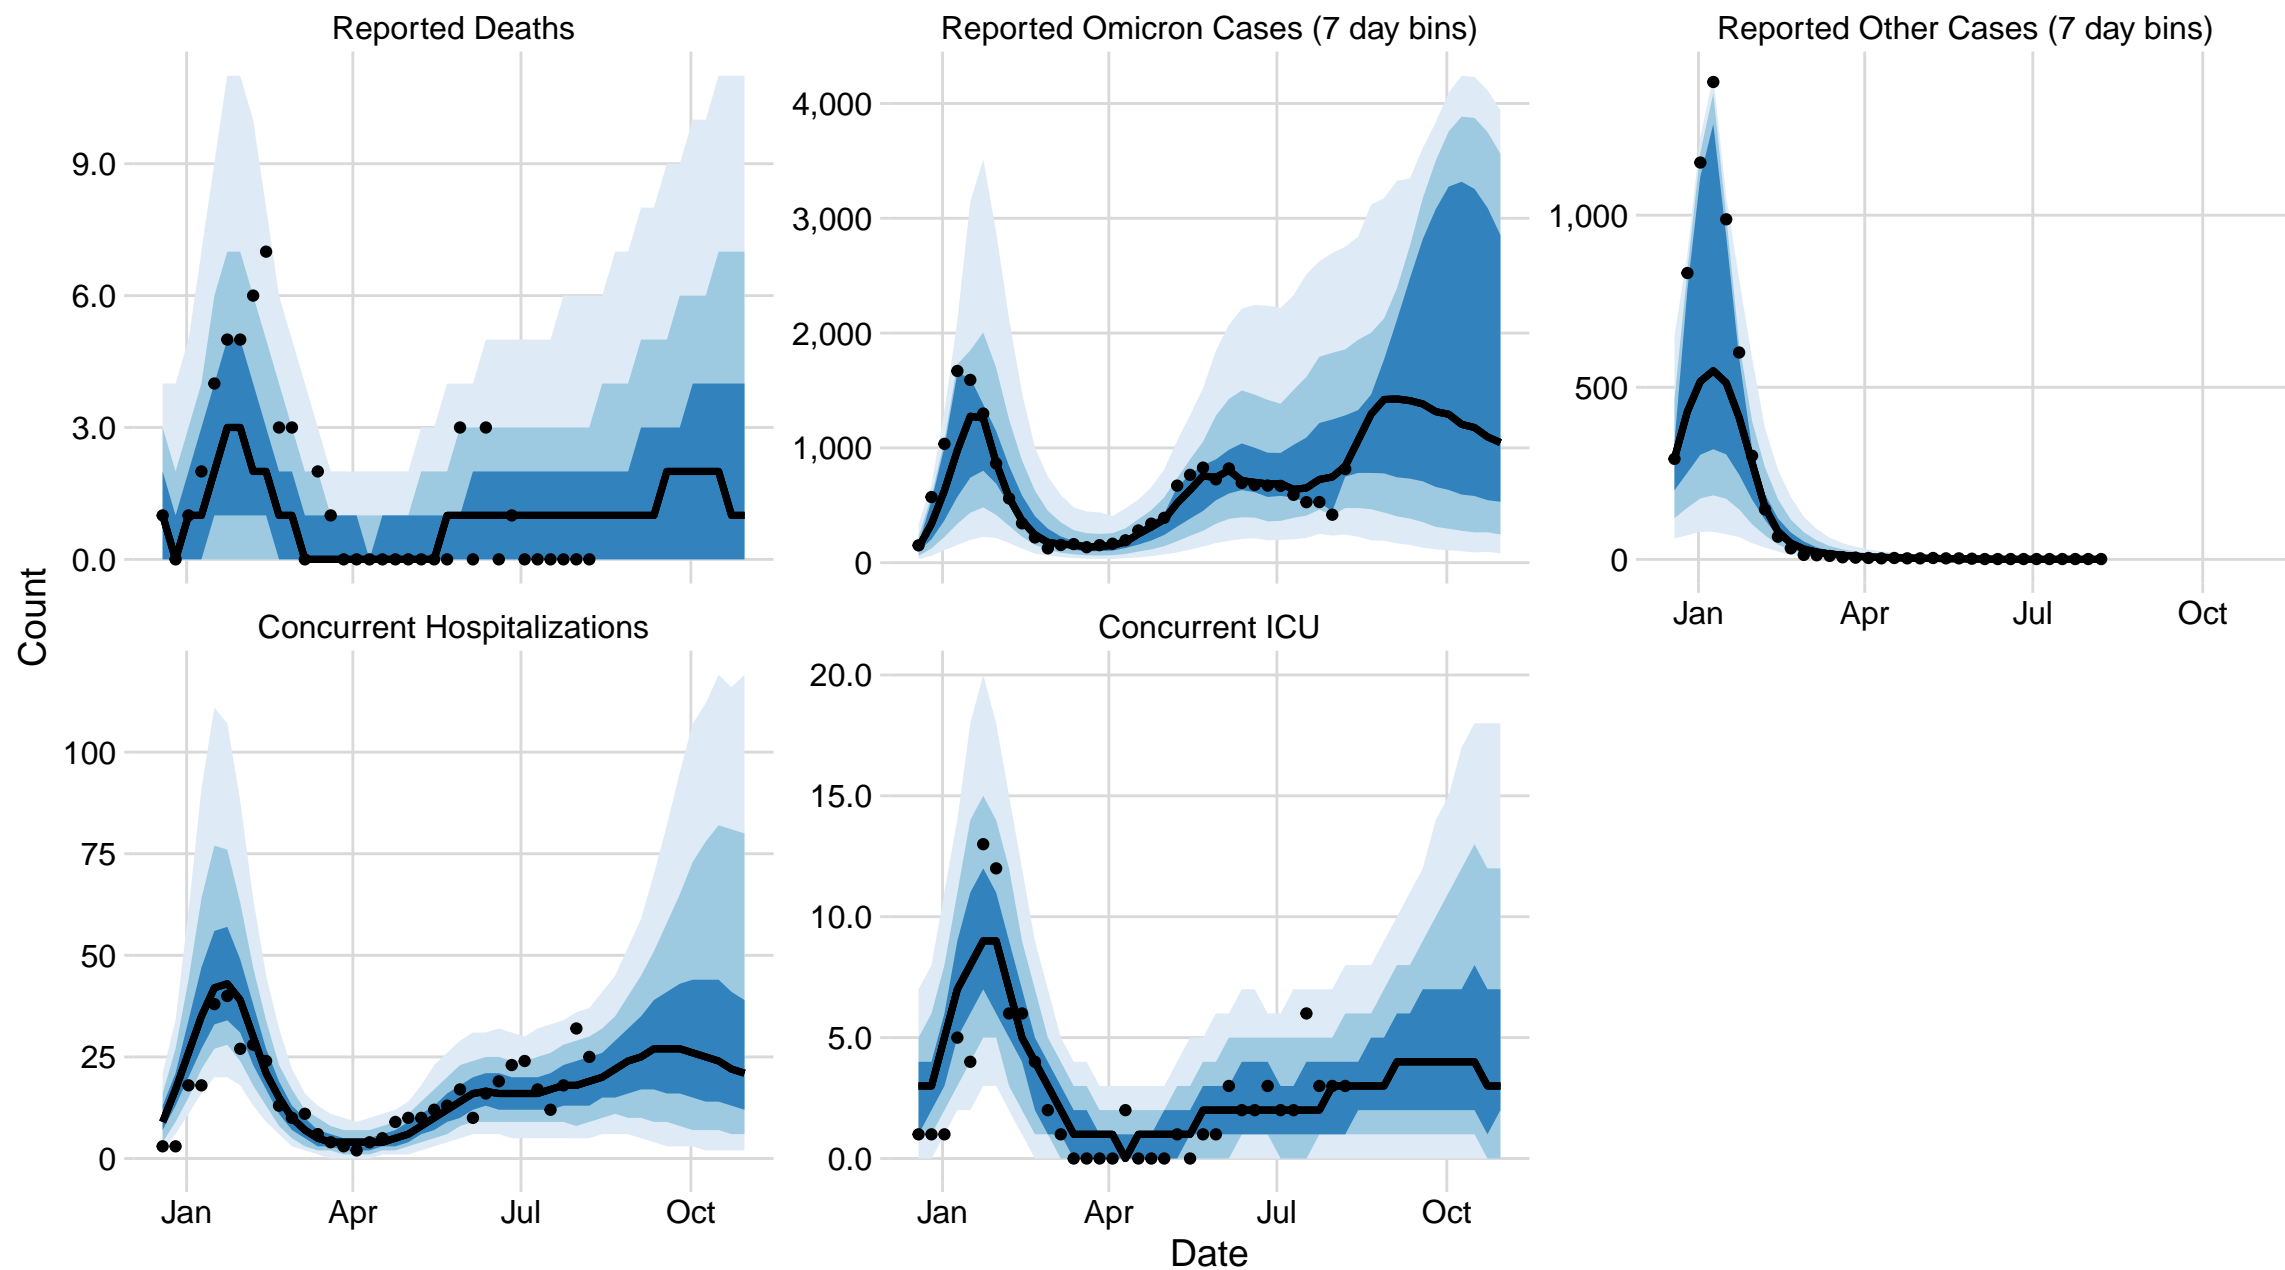 Reported Deaths
Reported Omicron Cases (7 day bins)
Reported Other Cases (7 day bins)
9.0
6.0
3.0
0.0
4,000
3,000
2,000
1,000
0
1,000
500
0
Jan Apr Jul Oct
Count
Concurrent Hospitalizations
Concurrent ICU
100
75
50
25
0
20.0
15.0
10.0
5.0
0.0
Jan Apr Jul Oct
Jan Apr Jul Oct
Date